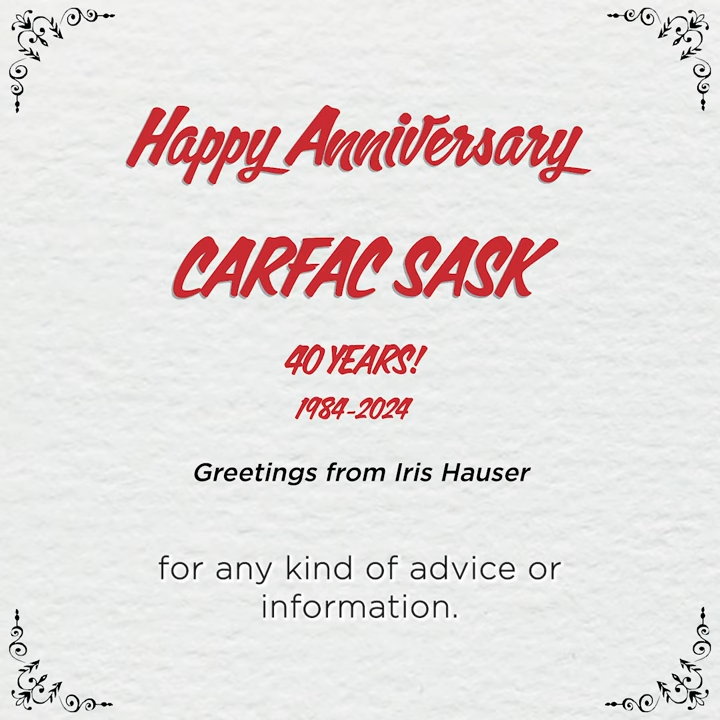 Happy Anniversary
CARFAC SASK
40 YEARS!
1984-2024
Greetings from Iris Hauser
for any kind of advice or
information.